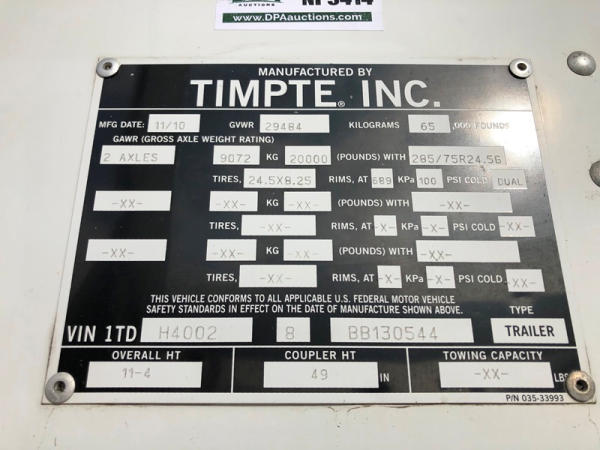 AUCTIONS
NF5414
www.DPAauctions.com
MANUFACTURED BY
TIMPTE® INC.
MFG DATE: 11/10 GVWR 29484 KILOGRAMS 65 ,000 POUNDS
GAWR (GROSS AXLE WEIGHT RATING)
2 AXLES 9072 KG 20000 (POUNDS) WITH 285/75R24.5G
TIRES, 24.5X8.25 RIMS, AT 689 KPa 100 PSI COLD DUAL
-XX- -XX- KG -XX- (POUNDS) WITH -XX-
TIRES, -XX- RIMS, AT -X- KPa -X- PSI COLD -XX-
-XX- -XX- KG -XX- (POUNDS) WITH -XX-
TIRES, -XX- RIMS, AT -X- KPa -X- PSI COLD -XX-
THIS VEHICLE CONFORMS TO ALL APPLICABLE U.S. FEDERAL MOTOR VEHICLE
SAFETY STANDARDS IN EFFECT ON THE DATE OF MANUFACTURE SHOWN ABOVE. TYPE
VIN 1TD H4002 8 BB130544 TRAILER
OVERALL HT COUPLER HT TOWING CAPACITY
11-4 49 IN -XX- LBS
P/N 035-33993